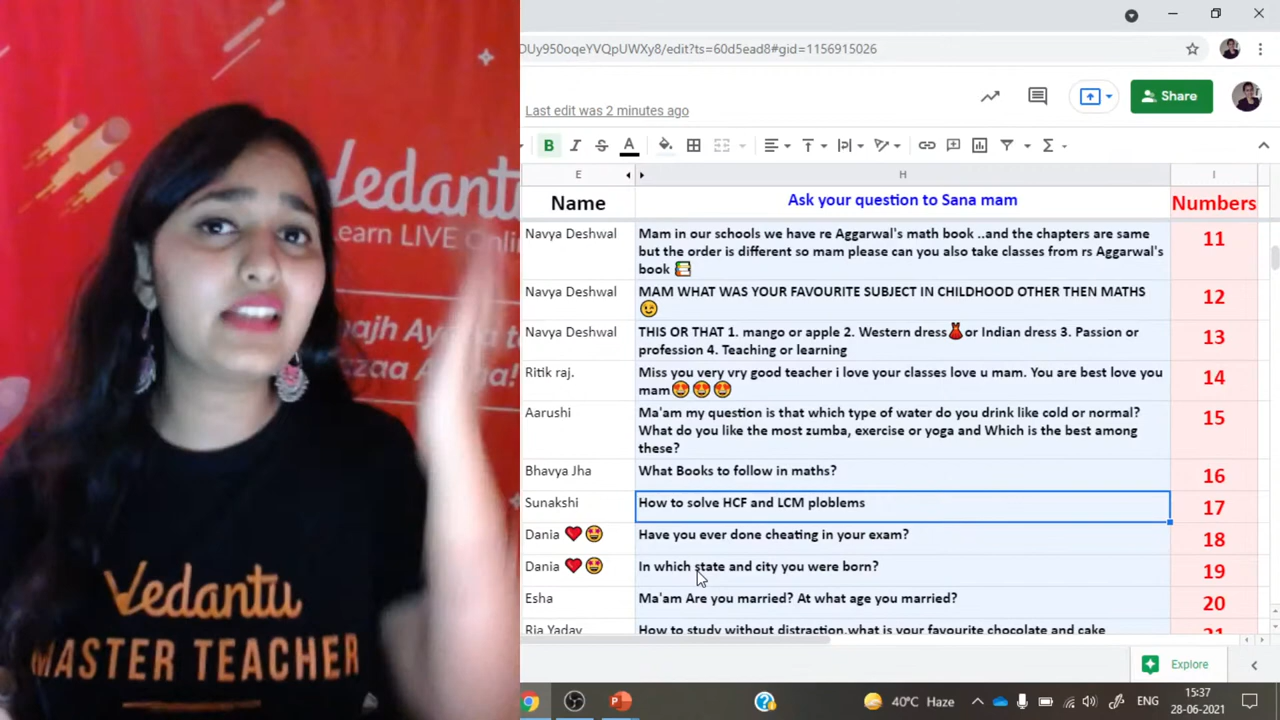 DUy950oqeYVQpUWXy8/edit?ts=60d5ead8#gid=1156915026
Last edit was 2 minutes ago
Share
E
H
I
Name
Ask your question to Sana mam
Numbers
Navya Deshwal
Mam in our schools we have re Aggarwal's math book ..and the chapters are same
but the order is different so mam please can you also take classes from rs Aggarwal's
book 📚
11
Navya Deshwal
MAM WHAT WAS YOUR FAVOURITE SUBJECT IN CHILDHOOD OTHER THEN MATHS
😉
12
Navya Deshwal
THIS OR THAT 1. mango or apple 2. Western dress👗or Indian dress 3. Passion or
profession 4. Teaching or learning
13
Ritik raj.
Miss you very vry good teacher i love your classes love u mam. You are best love you
mam😍😍😍
14
Aarushi
Ma'am my question is that which type of water do you drink like cold or normal?
What do you like the most zumba, exercise or yoga and Which is the best among
these?
15
Bhavya Jha
What Books to follow in maths?
16
Sunakshi
How to solve HCF and LCM ploblems
17
Dania ❤️😍
Have you ever done cheating in your exam?
18
Dania ❤️😍
In which state and city you were born?
19
Esha
Ma'am Are you married? At what age you married?
20
Ria Yadav
How to study without distraction,what is your favourite chocolate and cake
21
Explore
40°C Haze
ENG
15:37
28-06-2021
Vedantu
Learn LIVE Onlin
Vedantu
MASTER TEACHER